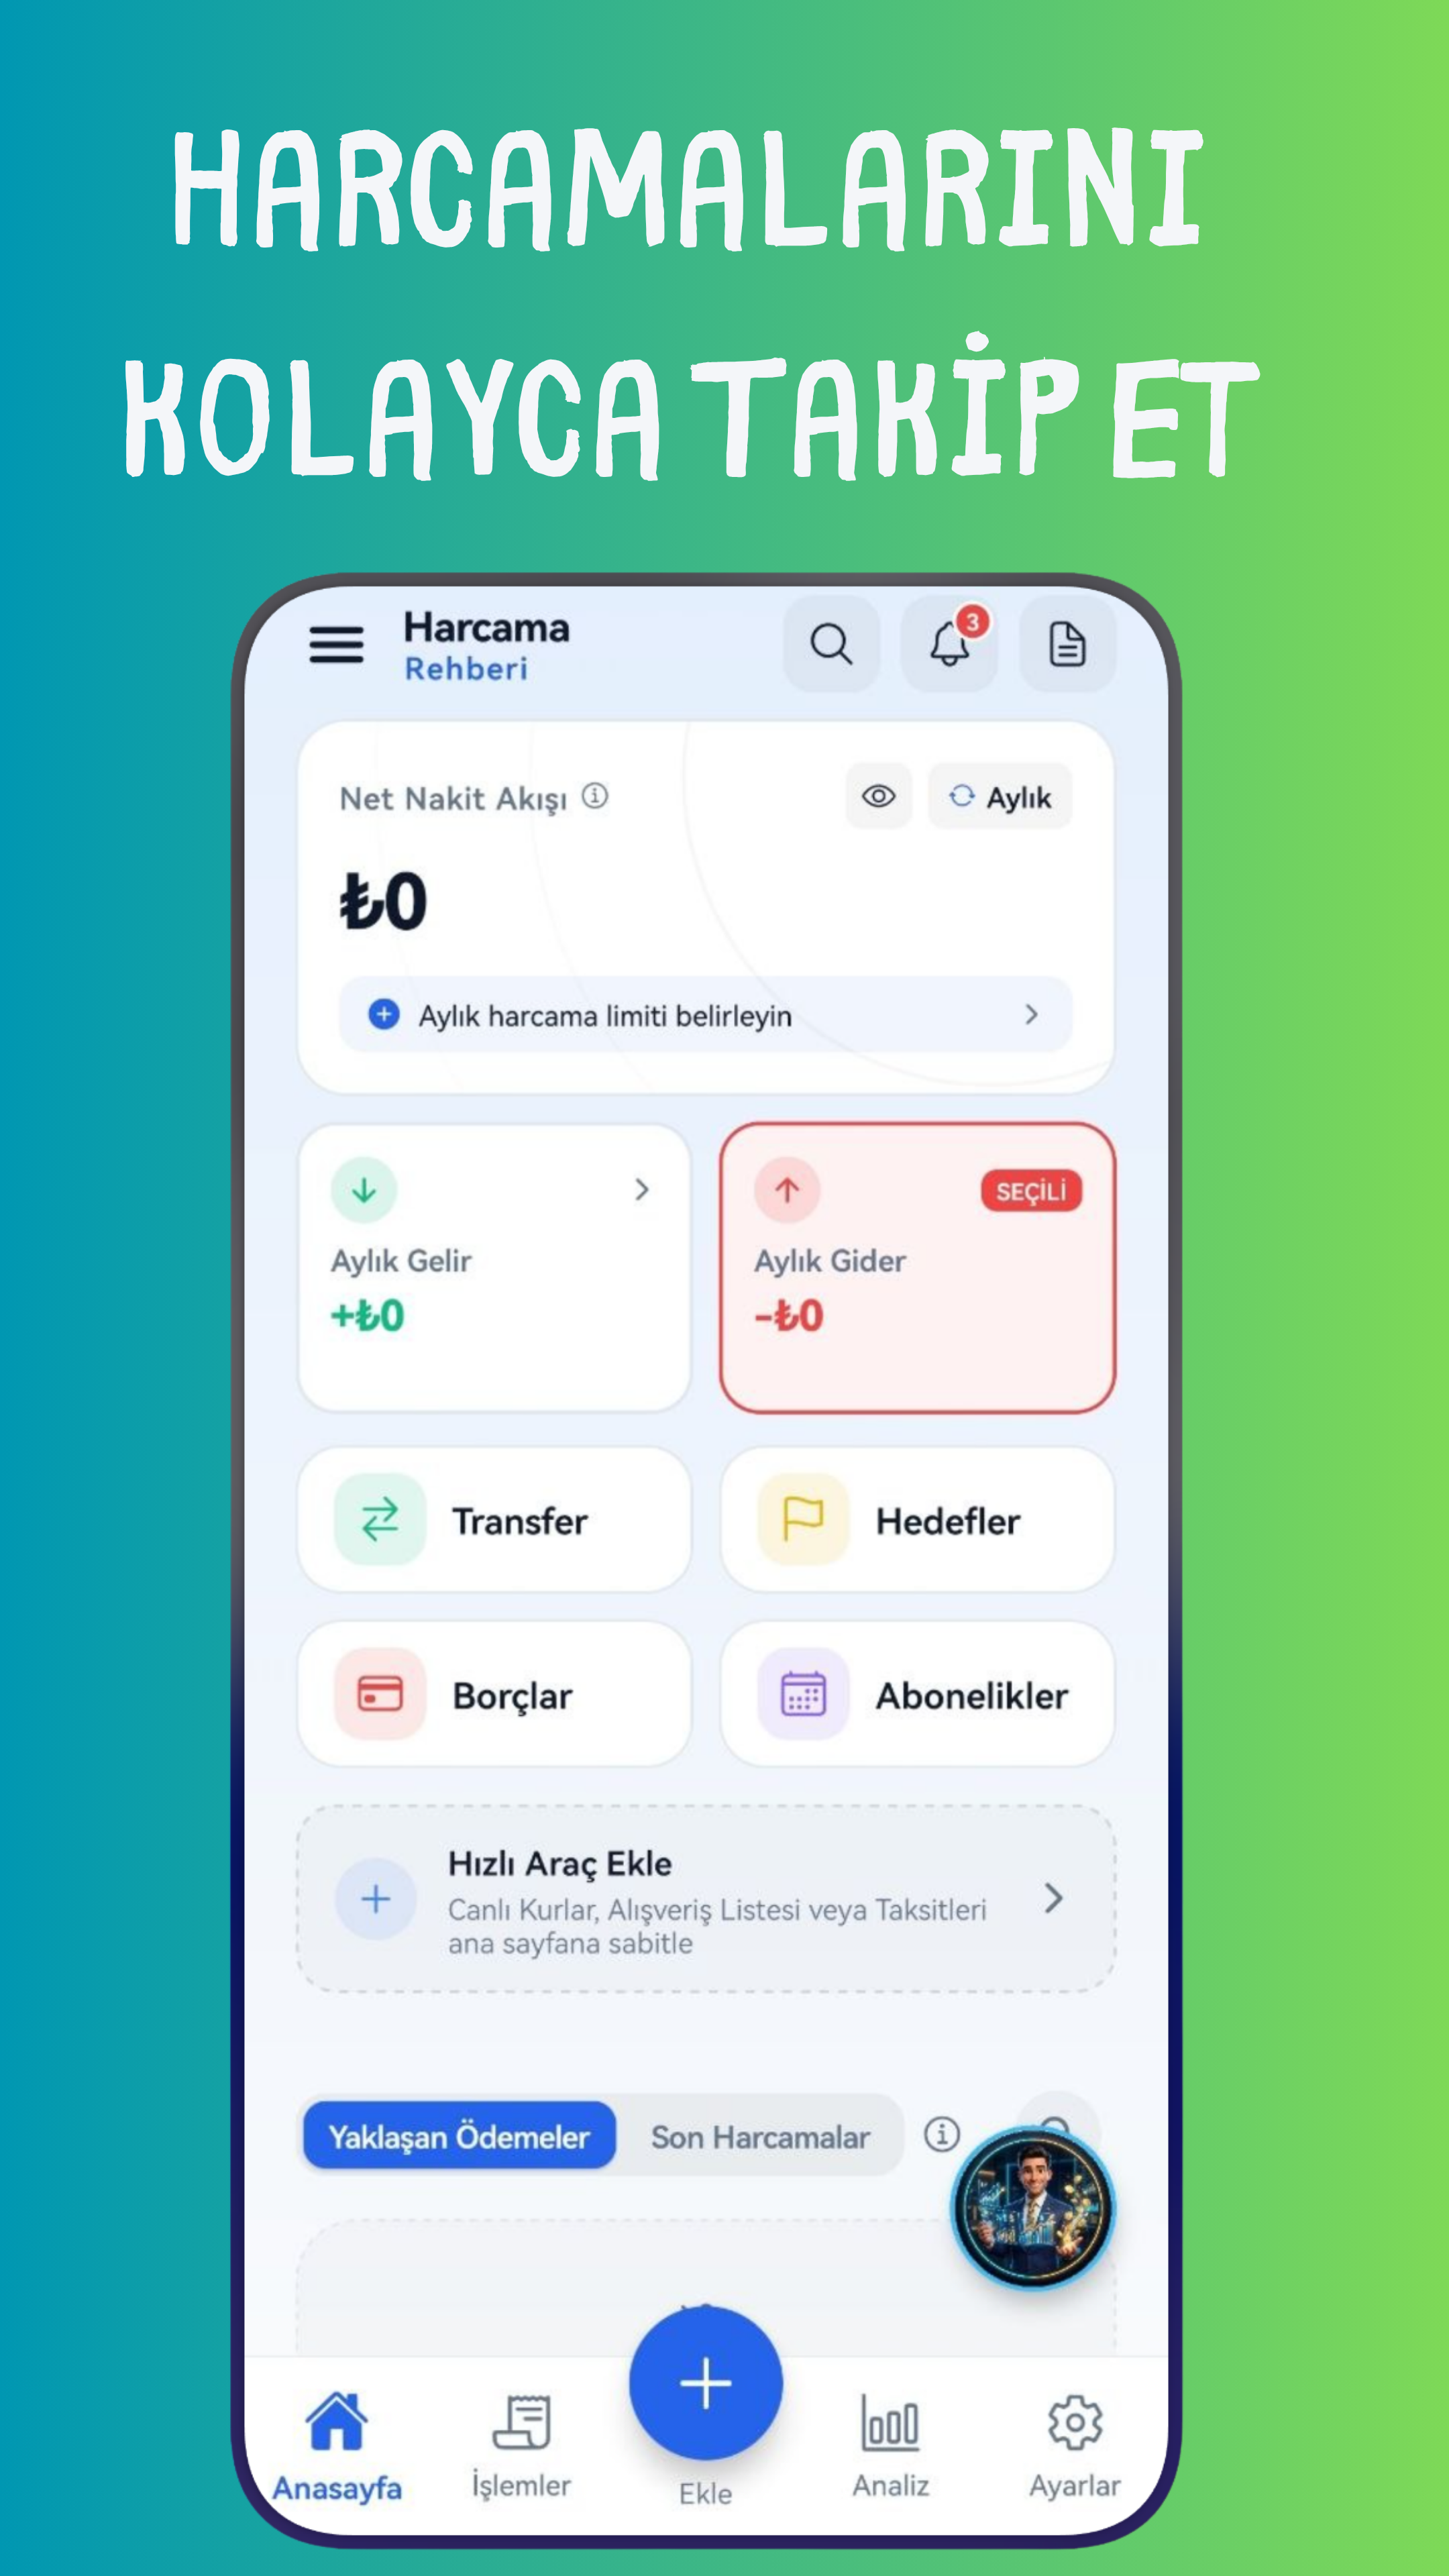 HARCAMALARINI
KOLAYCA TAKİP ET
Harcama
Rehberi
3
Net Nakit Akışı
Aylık
₺0
Aylık harcama limiti belirleyin
Aylık Gelir
+₺0
SEÇİLİ
Aylık Gider
-₺0
Transfer
Hedefler
Borçlar
Abonelikler
Hızlı Araç Ekle
Canlı Kurlar, Alışveriş Listesi veya Taksitleri
ana sayfana sabitle
Yaklaşan Ödemeler
Son Harcamalar
Anasayfa
İşlemler
Ekle
Analiz
Ayarlar